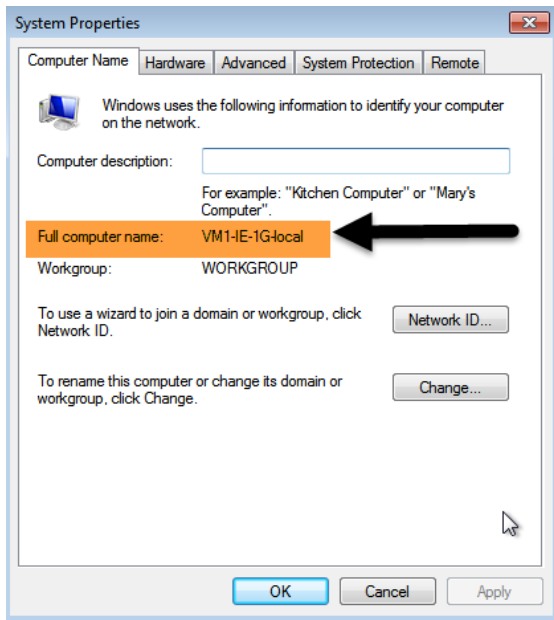 System Properties
Computer Name Hardware Advanced System Protection Remote
Windows uses the following information to identify your computer
on the network.
Computer description:
For example: "Kitchen Computer" or "Mary's
Computer".
Full computer name: VM1-IE-1G-local
Workgroup: WORKGROUP
To use a wizard to join a domain or workgroup, click
Network ID.
Network ID...
To rename this computer or change its domain or
workgroup, click Change.
Change...
OK Cancel Apply